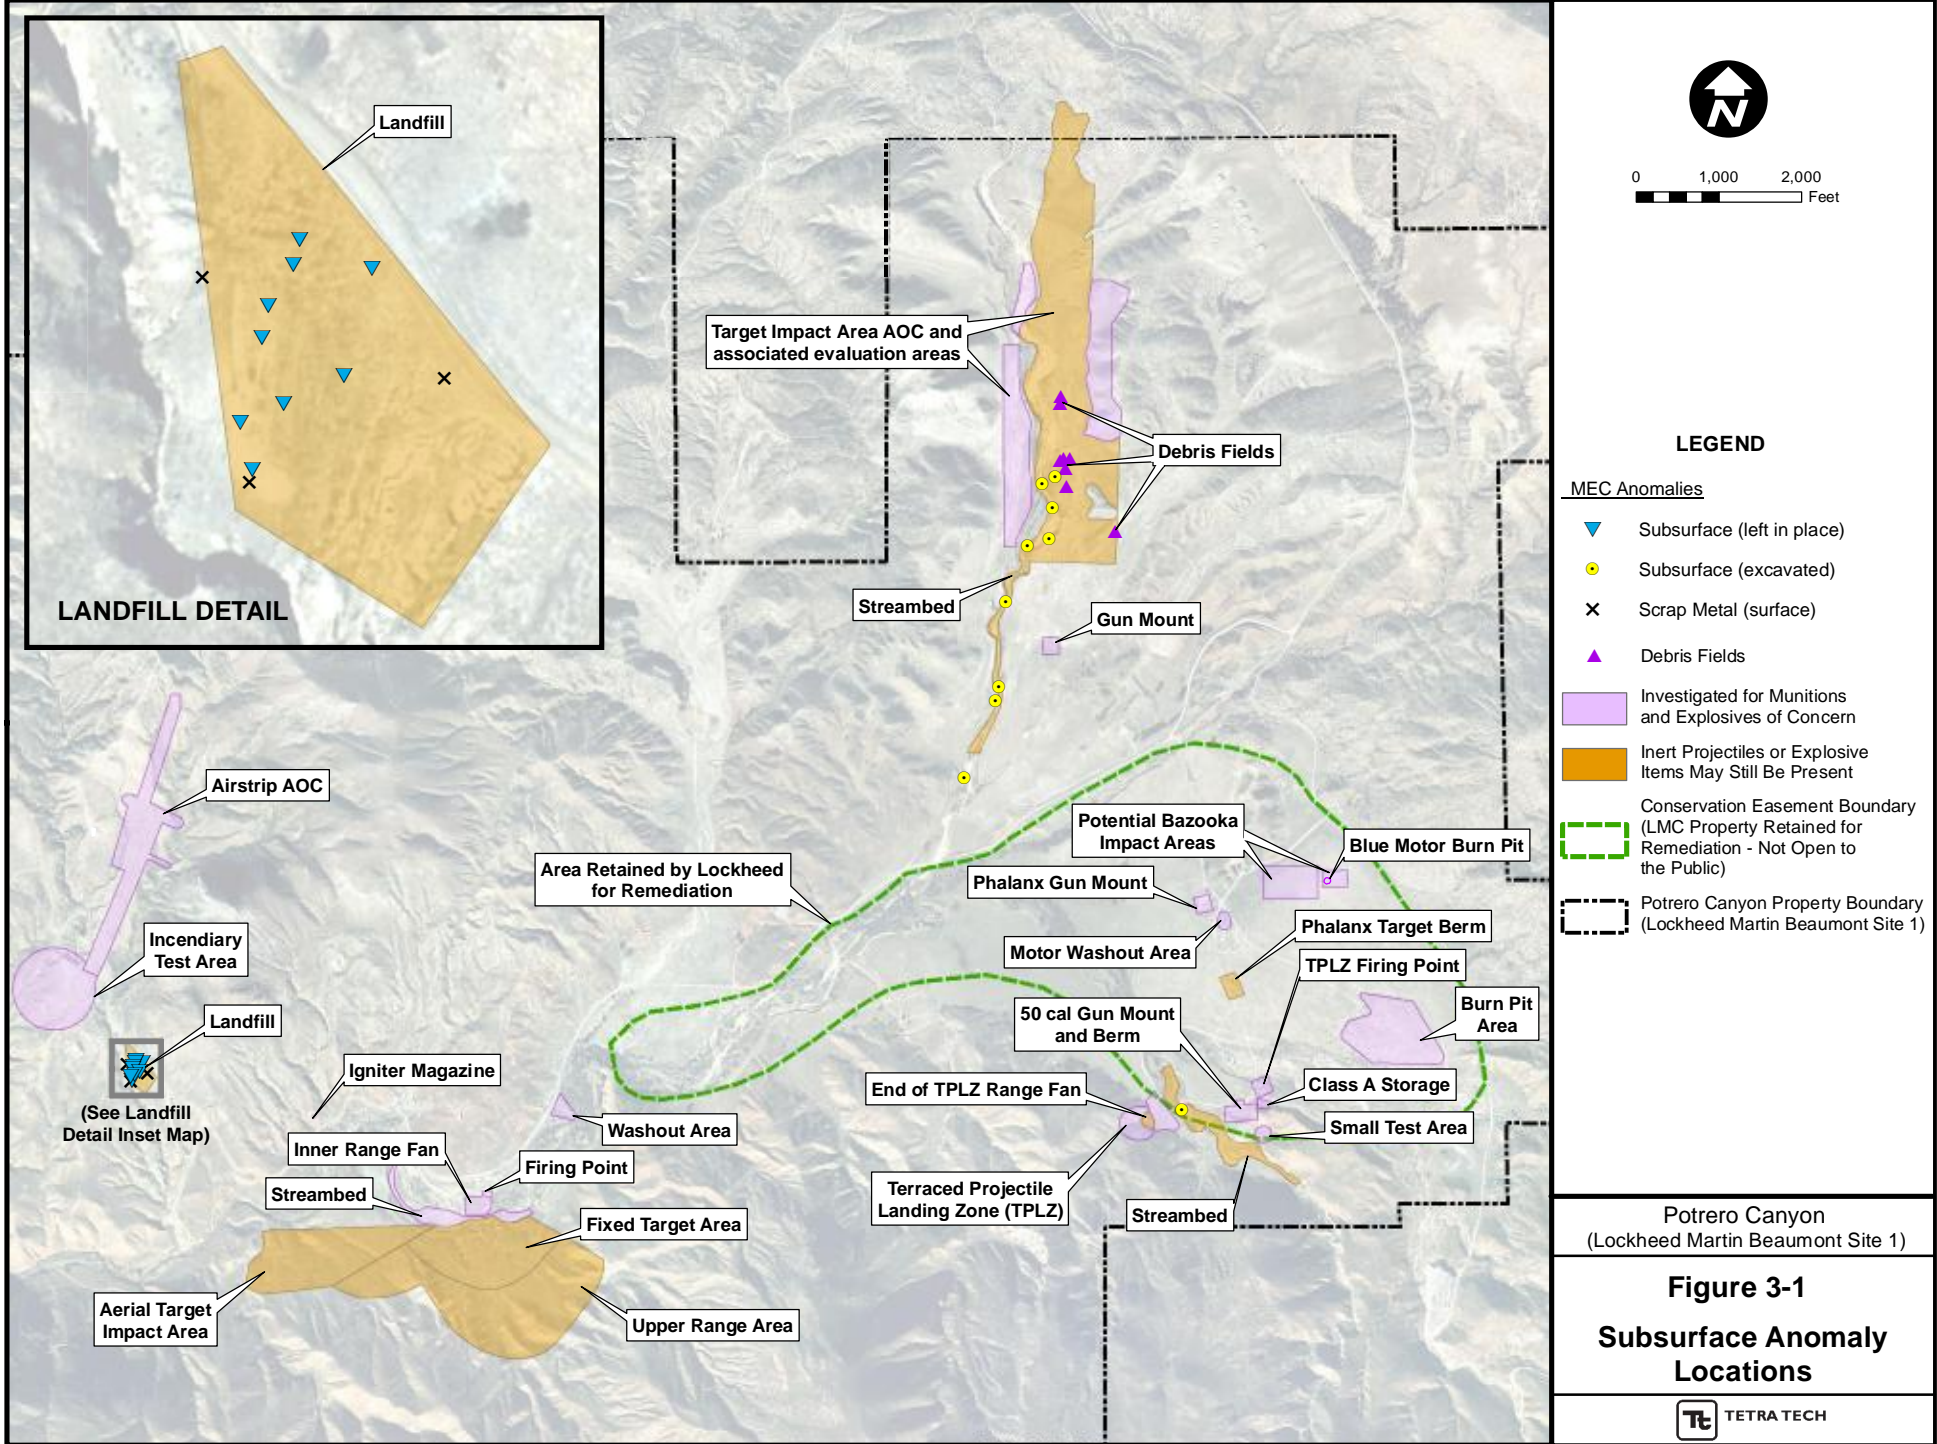 Landfill
LANDFILL DETAIL
Target Impact Area AOC and
associated evaluation areas
Debris Fields
Streambed
Gun Mount
Airstrip AOC
Incendiary
Test Area
Landfill
(See Landfill
Detail Inset Map)
Igniter Magazine
Area Retained by Lockheed
for Remediation
Potential Bazooka
Impact Areas
Blue Motor Burn Pit
Phalanx Gun Mount
Motor Washout Area
Phalanx Target Berm
TPLZ Firing Point
Burn Pit
Area
50 cal Gun Mount
and Berm
End of TPLZ Range Fan
Class A Storage
Small Test Area
Terraced Projectile
Landing Zone (TPLZ)
Streambed
Washout Area
Inner Range Fan
Firing Point
Streambed
Fixed Target Area
Aerial Target
Impact Area
Upper Range Area
N
0 1,000 2,000
Feet
LEGEND
MEC Anomalies
Subsurface (left in place)
Subsurface (excavated)
Scrap Metal (surface)
Debris Fields
Investigated for Munitions
and Explosives of Concern
Inert Projectiles or Explosive
Items May Still Be Present
Conservation Easement Boundary
(LMC Property Retained for
Remediation - Not Open to
the Public)
Potrero Canyon Property Boundary
(Lockheed Martin Beaumont Site 1)
Potrero Canyon
(Lockheed Martin Beaumont Site 1)
Figure 3-1
Subsurface Anomaly
Locations
Tt TETRA TECH